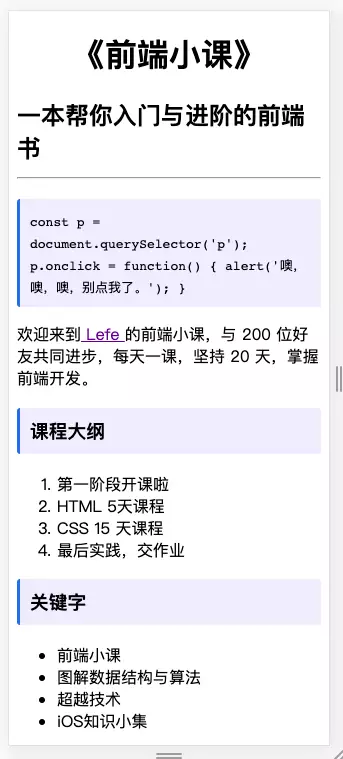 《前端小课》
一本帮你入门与进阶的前端
书
const p =
document.querySelector('p');
p.onclick = function() { alert('噢,
噢，噢，别点我了。'); }
欢迎来到 Lefe 的前端小课，与 200 位好
友共同进步，每天一课，坚持 20 天，掌握
前端开发。
课程大纲
1. 第一阶段开课啦
2. HTML 5天课程
3. CSS 15 天课程
4. 最后实践，交作业
关键字
• 前端小课
• 图解数据结构与算法
• 超越技术
• iOS知识小集